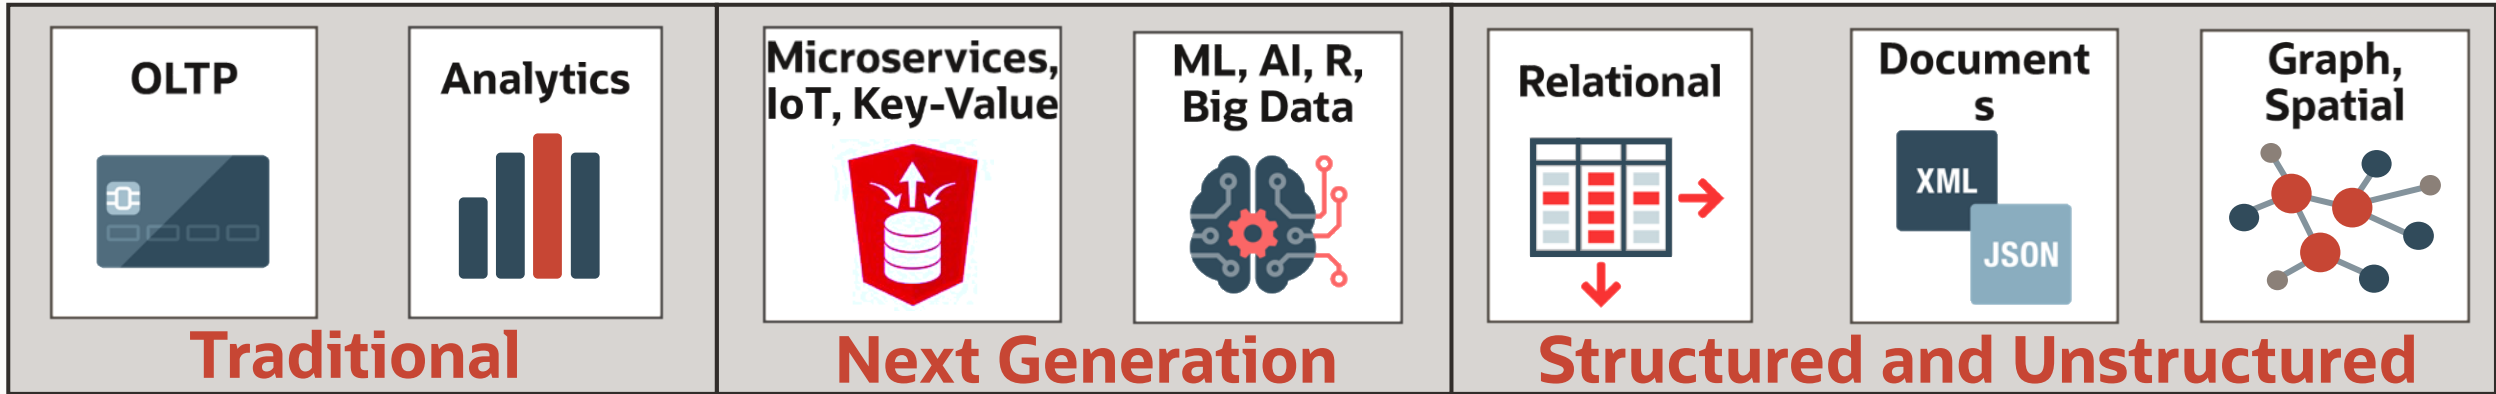 OLTP
Analytics
Traditional
Microservices,
IoT, Key-Value
ML, AI, R,
Big Data
Next Generation
Relational
Document
s
XML
JSON
Graph,
Spatial
Structured and Unstructured